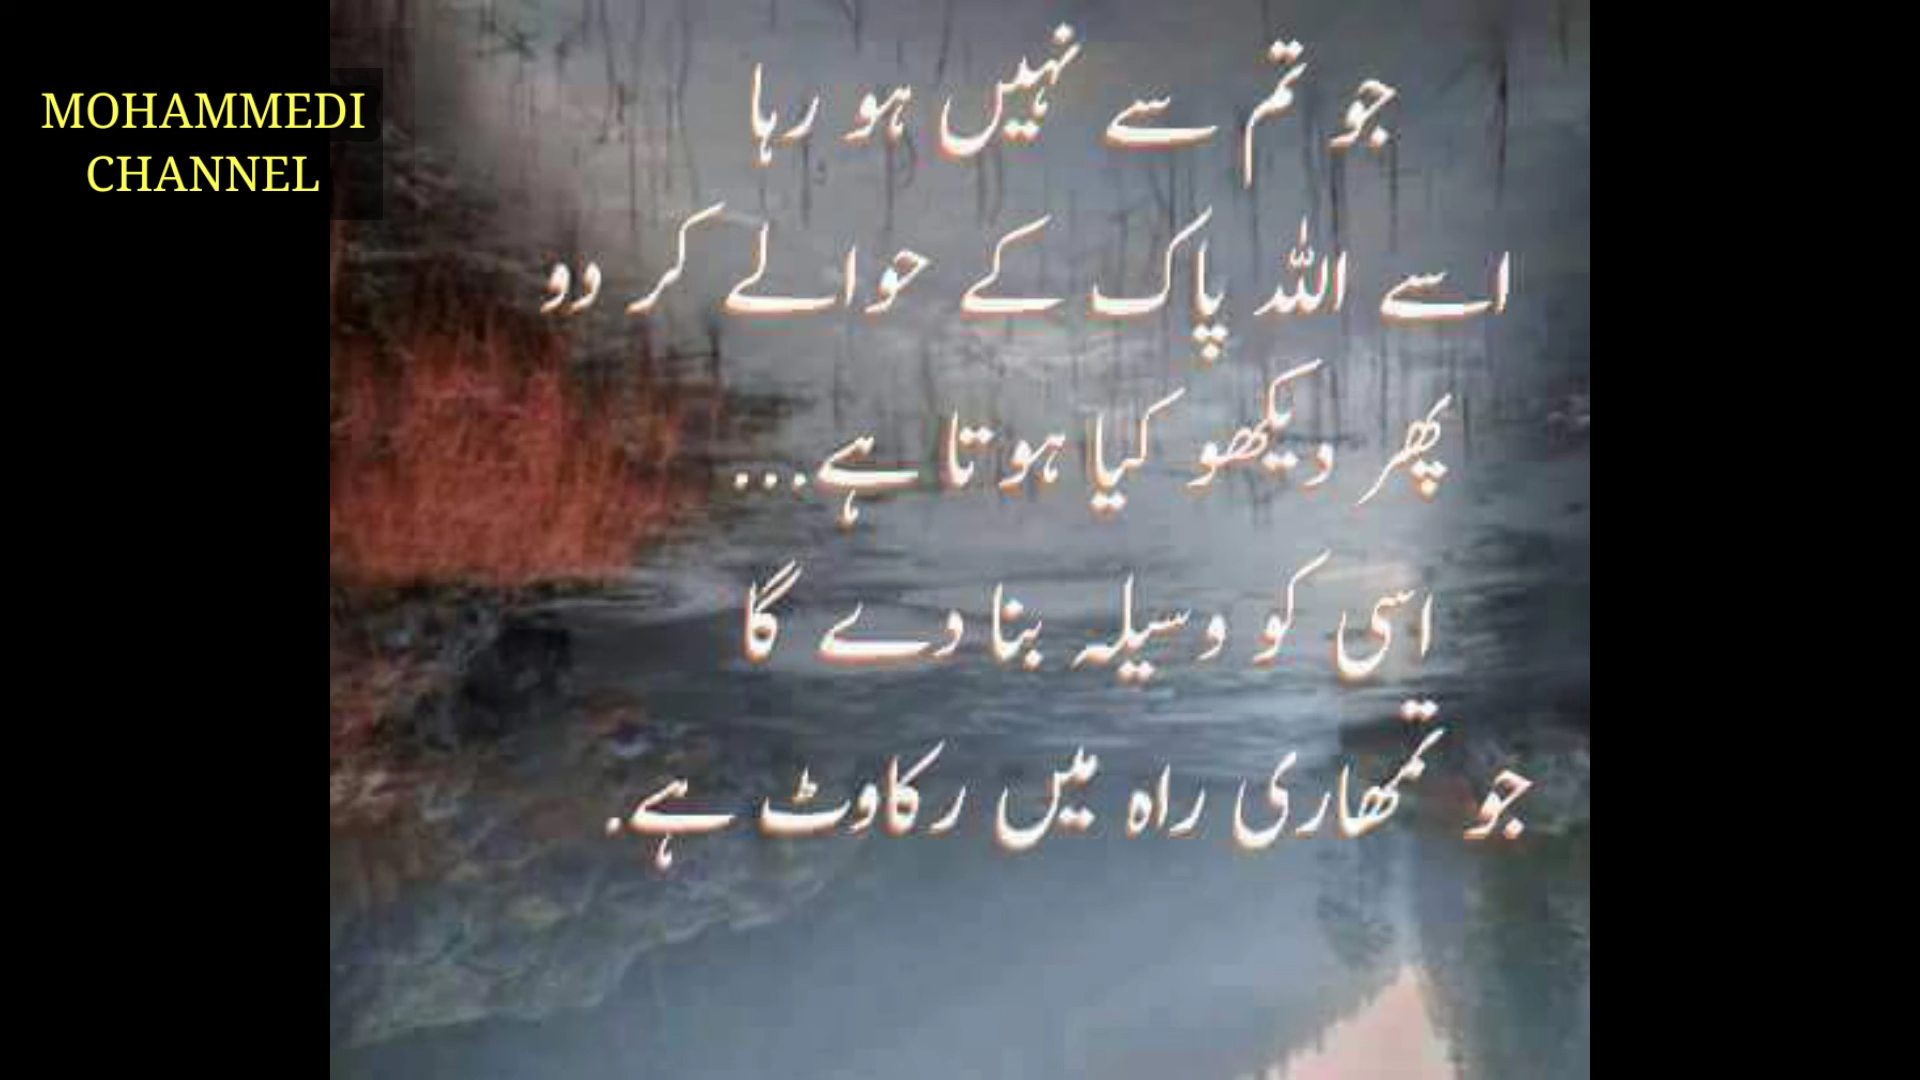 MOHAMMEDI
CHANNEL
جو تم سے نہیں ہو رہا
اسے اللہ پاک کے حوالے کر دو
پھر دیکھو کیا ہوتا ہے...
اسی کو وسیلہ بنا دے گا
جو تمھاری راہ میں رکاوٹ ہے.